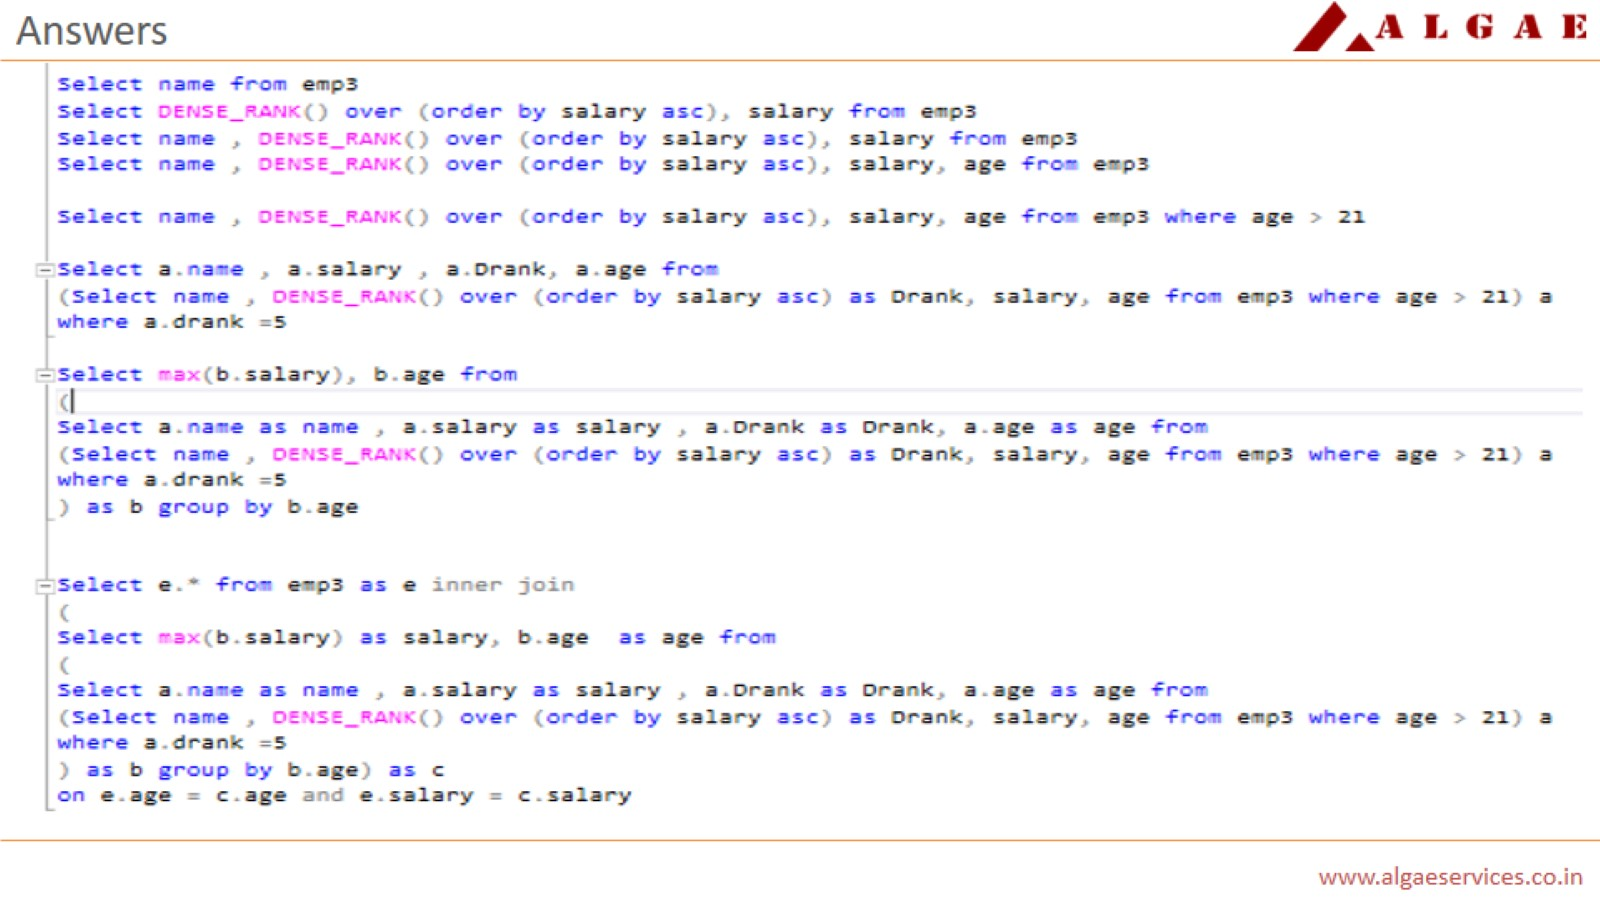 Answers
ALGAE
Select name from emp3
Select DENSE_RANK() over (order by salary asc), salary from emp3
Select name , DENSE_RANK() over (order by salary asc), salary from emp3
Select name , DENSE_RANK() over (order by salary asc), salary, age from emp3
Select name , DENSE_RANK() over (order by salary asc), salary, age from emp3 where age > 21
Select a.name , a.salary , a.Drank, a.age from
(Select name , DENSE_RANK() over (order by salary asc) as Drank, salary, age from emp3 where age > 21) a
where a.drank =5
Select max(b.salary), b.age from
(
Select a.name as name , a.salary as salary , a.Drank as Drank, a.age as age from
(Select name , DENSE_RANK() over (order by salary asc) as Drank, salary, age from emp3 where age > 21) a
where a.drank =5
) as b group by b.age
Select e.* from emp3 as e inner join
(
Select max(b.salary) as salary, b.age  as age from
(
Select a.name as name , a.salary as salary , a.Drank as Drank, a.age as age from
(Select name , DENSE_RANK() over (order by salary asc) as Drank, salary, age from emp3 where age > 21) a
where a.drank =5
) as b group by b.age) as c
on e.age = c.age and e.salary = c.salary
www.algaeservices.co.in